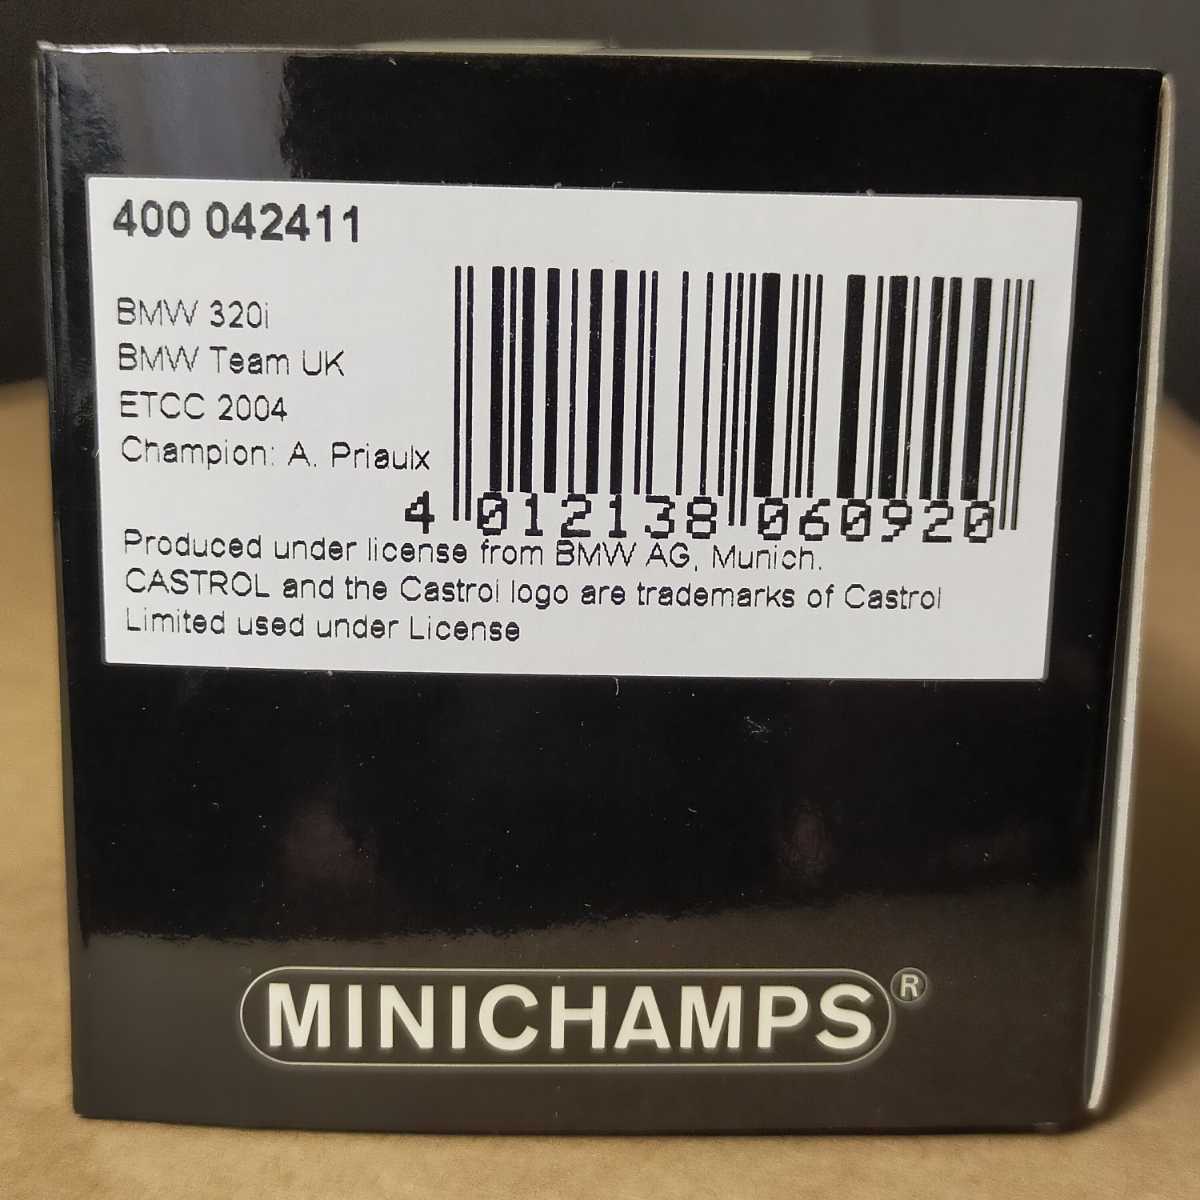 400 042411
BMW 320i
BMW Team UK
ETCC 2004
Champion: A. Priaulx
4 012138 060920
Produced under license from BMW AG, Munich.
CASTROL and the Castrol logo are trademarks of Castrol
Limited used under License
MINICHAMPS®